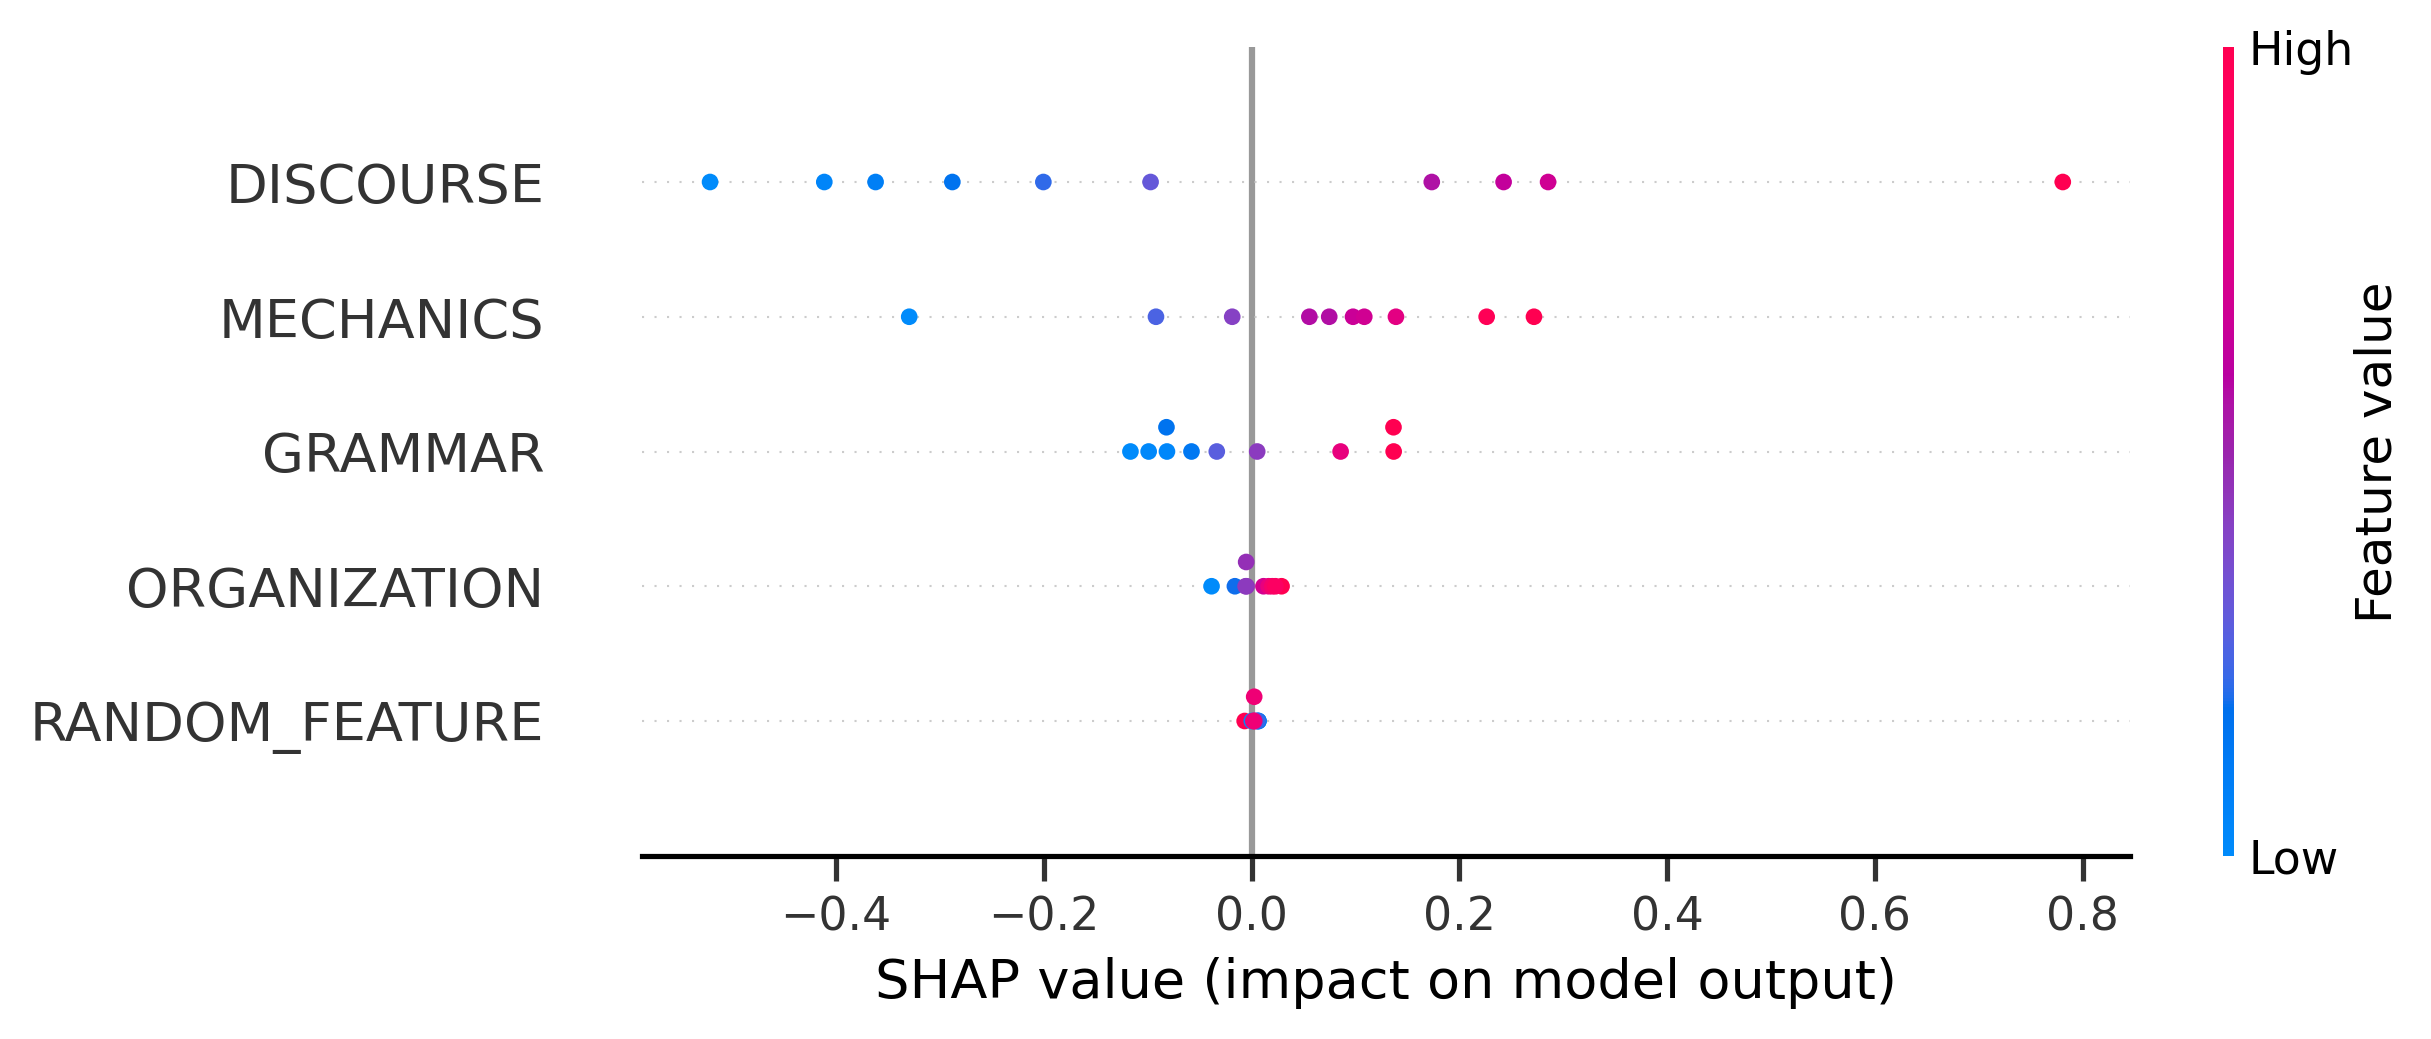 High
DISCOURSE
MECHANICS
GRAMMAR
ORGANIZATION
RANDOM_FEATURE
Feature value
Low
−0.4 −0.2 0.0 0.2 0.4 0.6 0.8
SHAP value (impact on model output)